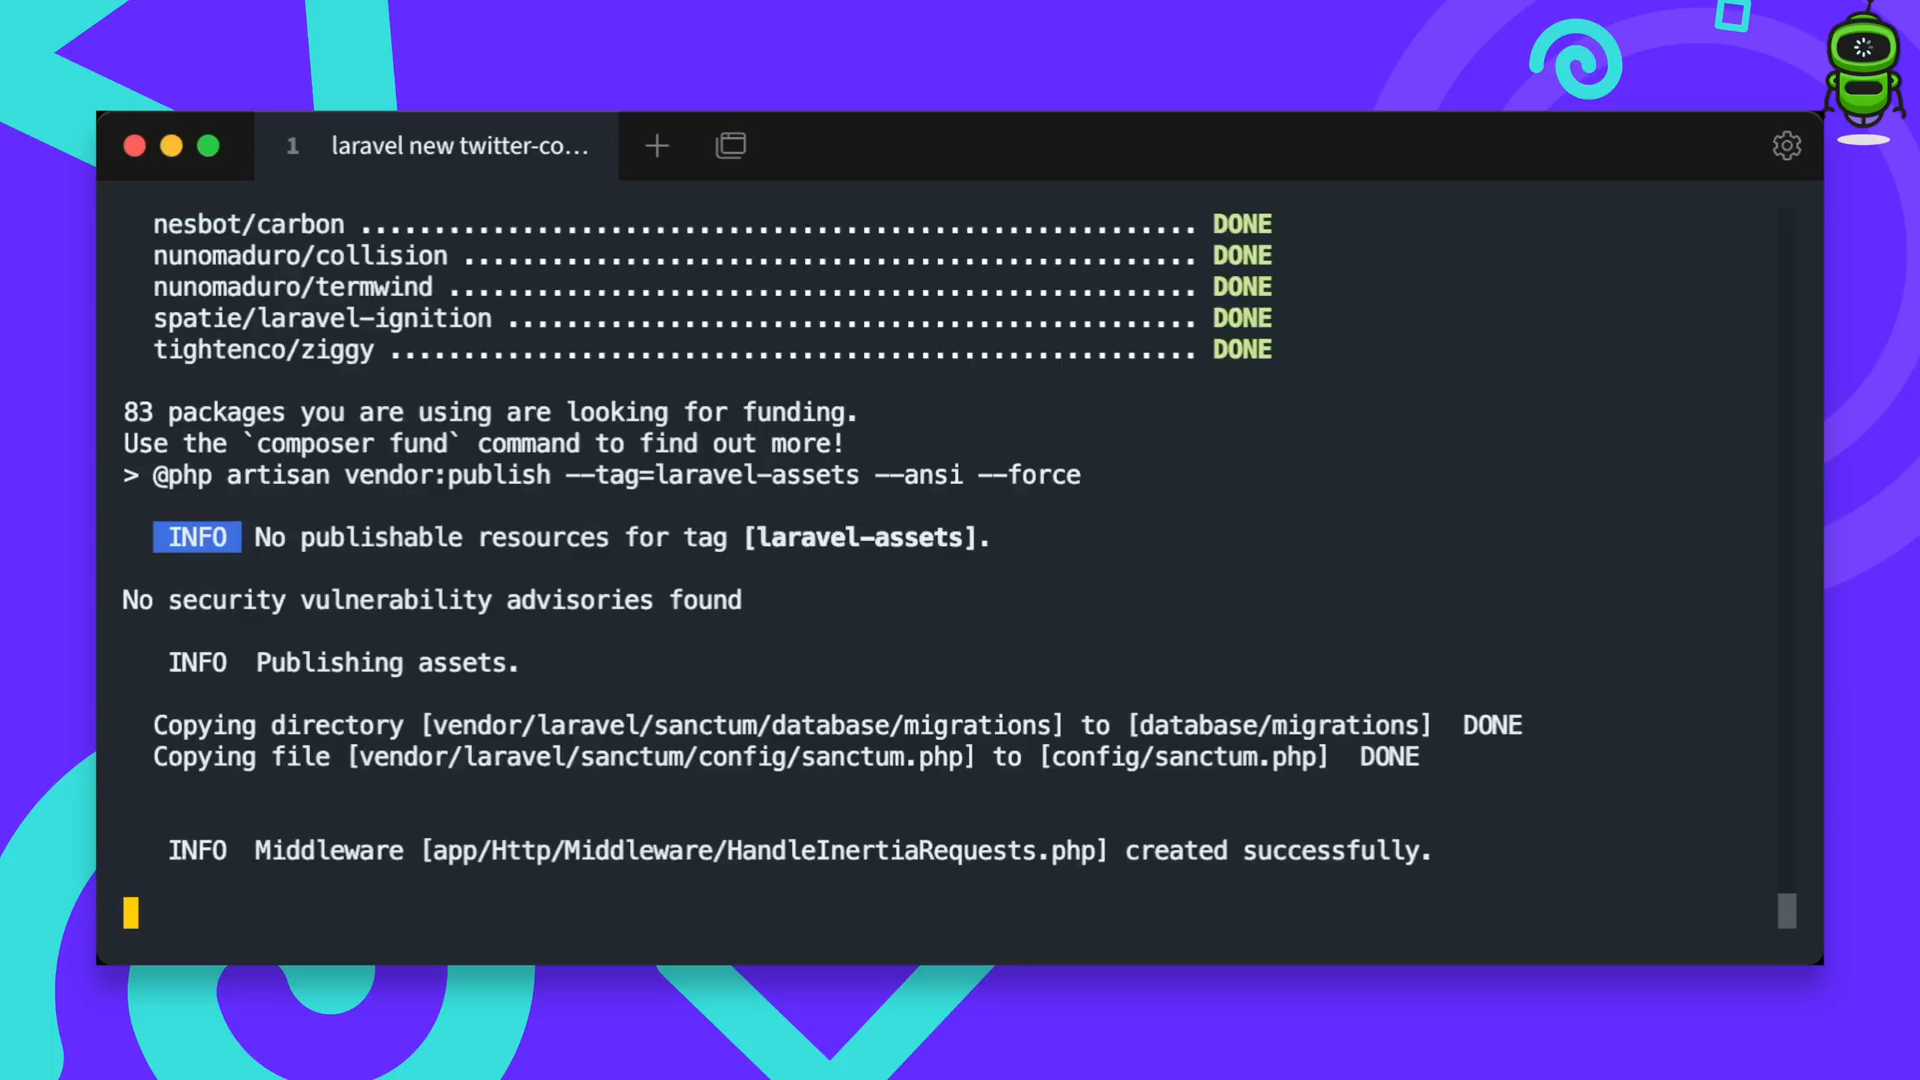 1 laravel new twitter-co...
nesbot/carbon ......................................................... DONE
nunomaduro/collision .................................................. DONE
nunomaduro/termwind ................................................... DONE
spatie/laravel-ignition ............................................... DONE
tightenco/ziggy ....................................................... DONE
83 packages you are using are looking for funding.
Use the `composer fund` command to find out more!
> @php artisan vendor:publish --tag=laravel-assets --ansi --force
INFO No publishable resources for tag [laravel-assets].
No security vulnerability advisories found
INFO Publishing assets.
Copying directory [vendor/laravel/sanctum/database/migrations] to [database/migrations] DONE
Copying file [vendor/laravel/sanctum/config/sanctum.php] to [config/sanctum.php] DONE
INFO Middleware [app/Http/Middleware/HandleInertiaRequests.php] created successfully.